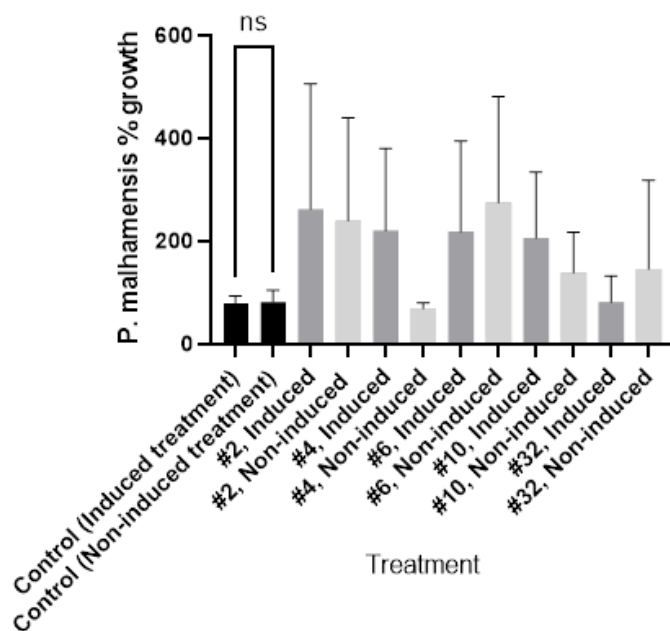 ns
600
400
200
0
P. malhamensis % growth
Control (Induced treatment)
Control (Non-induced treatment)
#2, Induced
#2, Non-induced
#4, Induced
#4, Non-induced
#6, Induced
#6, Non-induced
#10, Induced
#10, Non-induced
#32, Induced
#32, Non-induced
Treatment